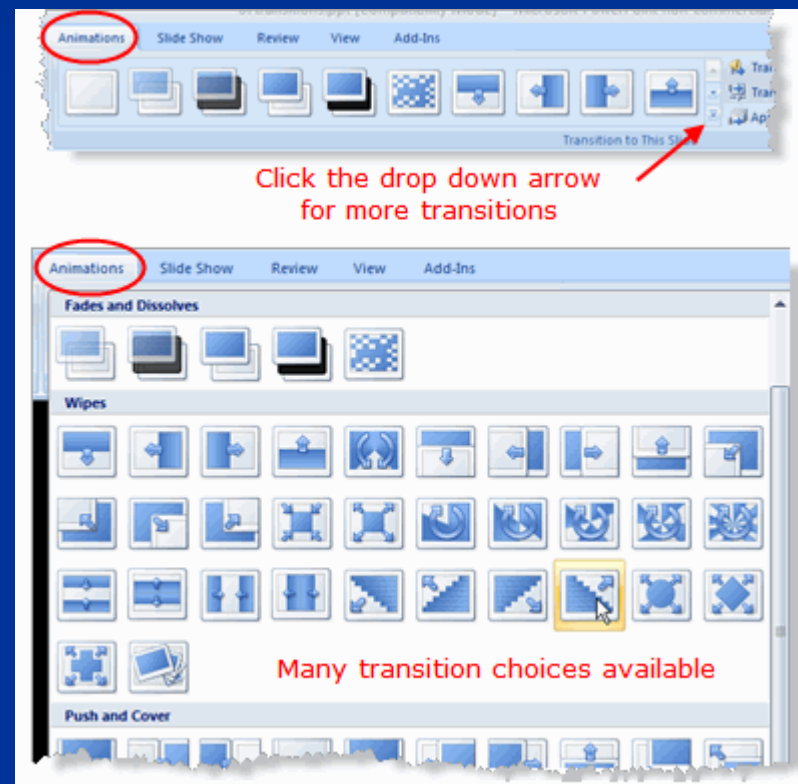 Animations Slide Show Review View Add-Ins
Transition to This
Click the drop down arrow
for more transitions
Animations Slide Show Review View Add-Ins
Fades and Dissolves
Wipes
Many transition choices available
Push and Cover